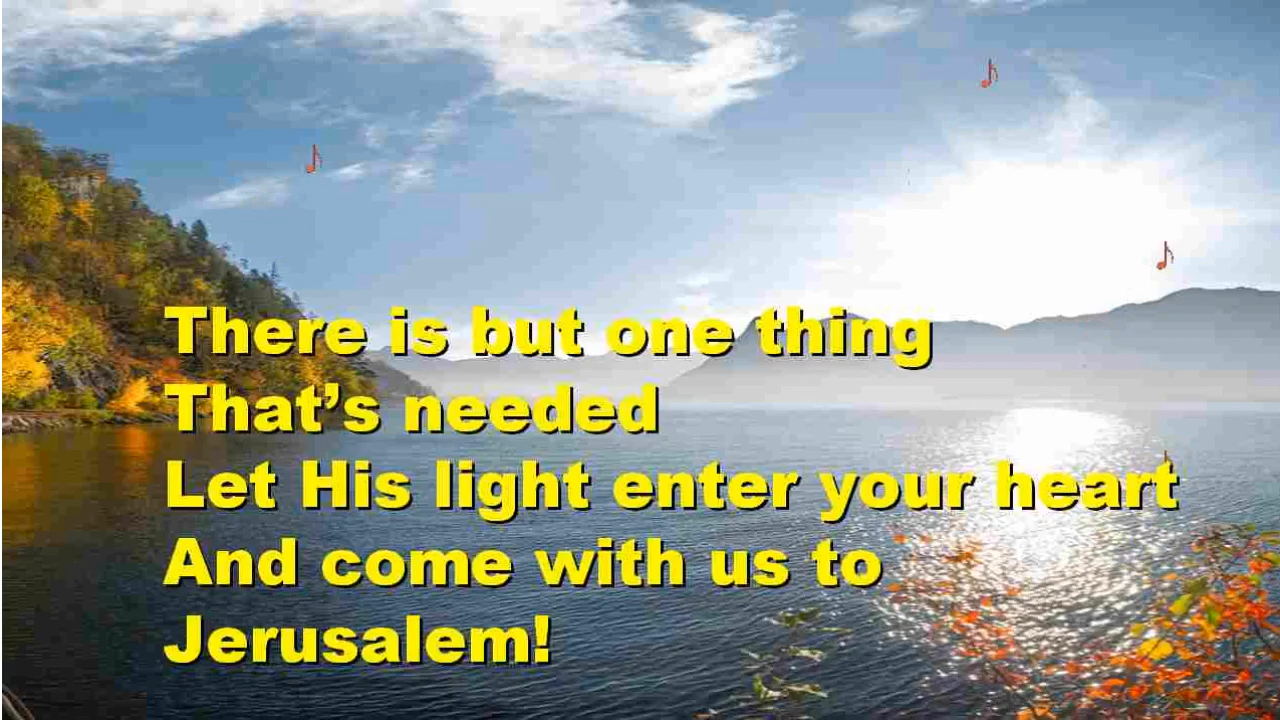 There is but one thing
That’s needed
Let His light enter your heart
And come with us to
Jerusalem!